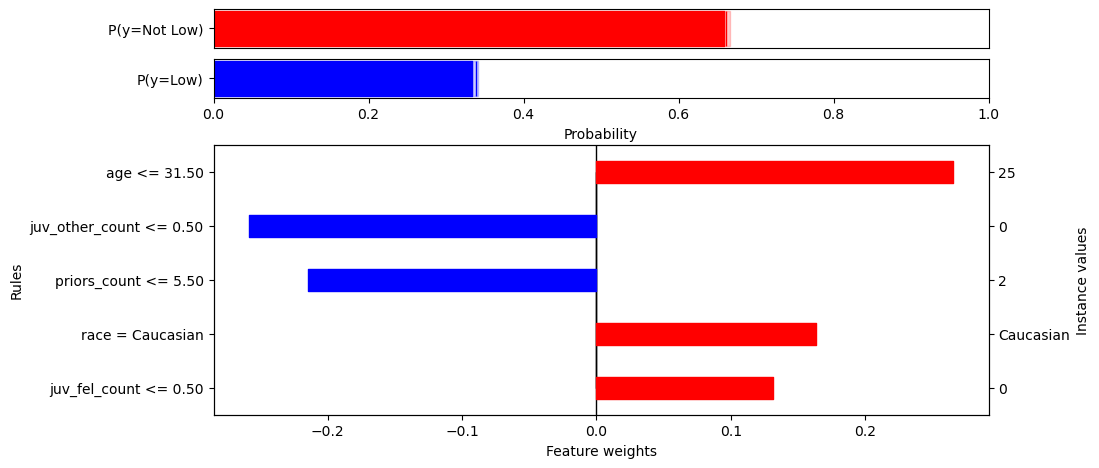 P(y=Not Low)
P(y=Low)
0.0 0.2 0.4 0.6 0.8 1.0
Probability
age <= 31.50 25
juv_other_count <= 0.50 0
priors_count <= 5.50 2
race = Caucasian Caucasian
juv_fel_count <= 0.50 0
Rules
Instance values
−0.2 −0.1 0.0 0.1 0.2
Feature weights